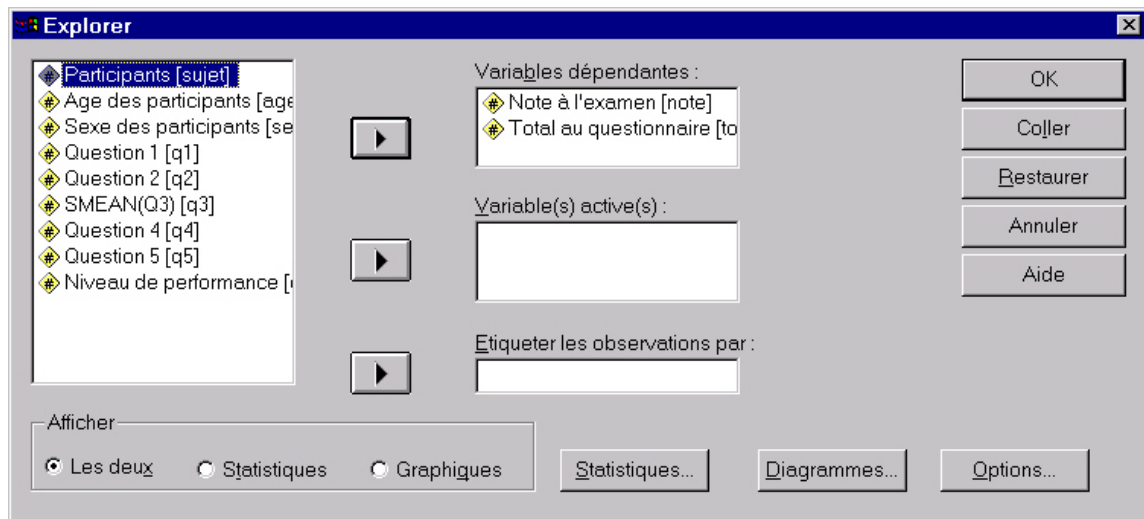 Explorer
Participants [sujet]
Age des participants [age
Sexe des participants [se
Question 1 [q1]
Question 2 [q2]
SMEAN(Q3) [q3]
Question 4 [q4]
Question 5 [q5]
Niveau de performance [
Variables dépendantes :
Note à l'examen [note]
Total au questionnaire [to
Variable(s) active(s) :
Etiqueter les observations par :
OK
Coller
Restaurer
Annuler
Aide
Afficher
Les deux
Statistiques
Graphiques
Statistiques...
Diagrammes...
Options...